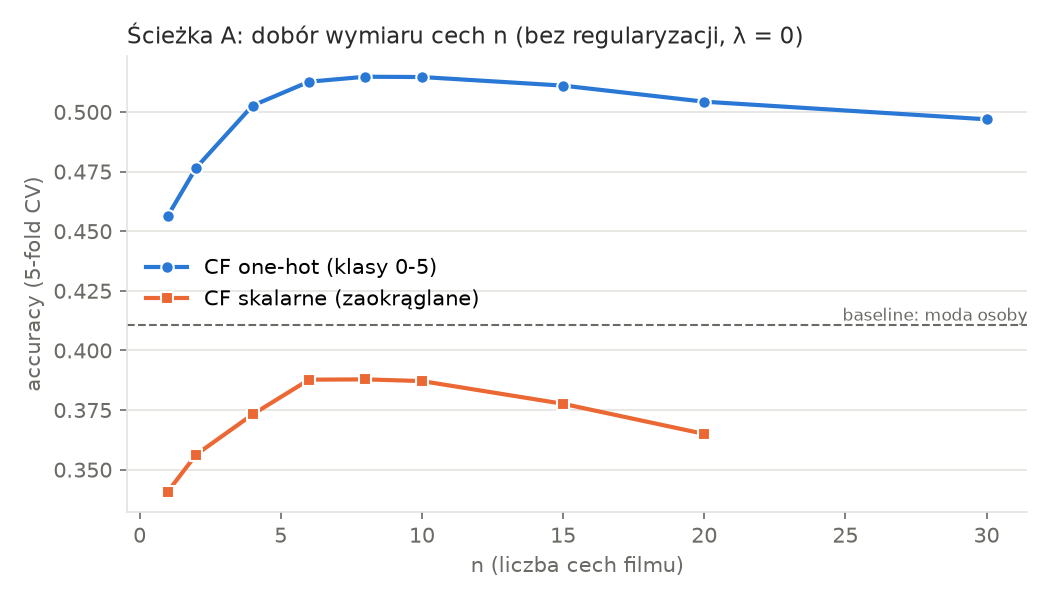 Ścieżka A: dobór wymiaru cech n (bez regularyzacji, λ = 0)
accuracy (5-fold CV)
0.500
0.475
0.450
0.425
0.400
0.375
0.350
CF one-hot (klasy 0-5)
CF skalarne (zaokrąglane)
baseline: moda osoby
0 5 10 15 20 25 30
n (liczba cech filmu)